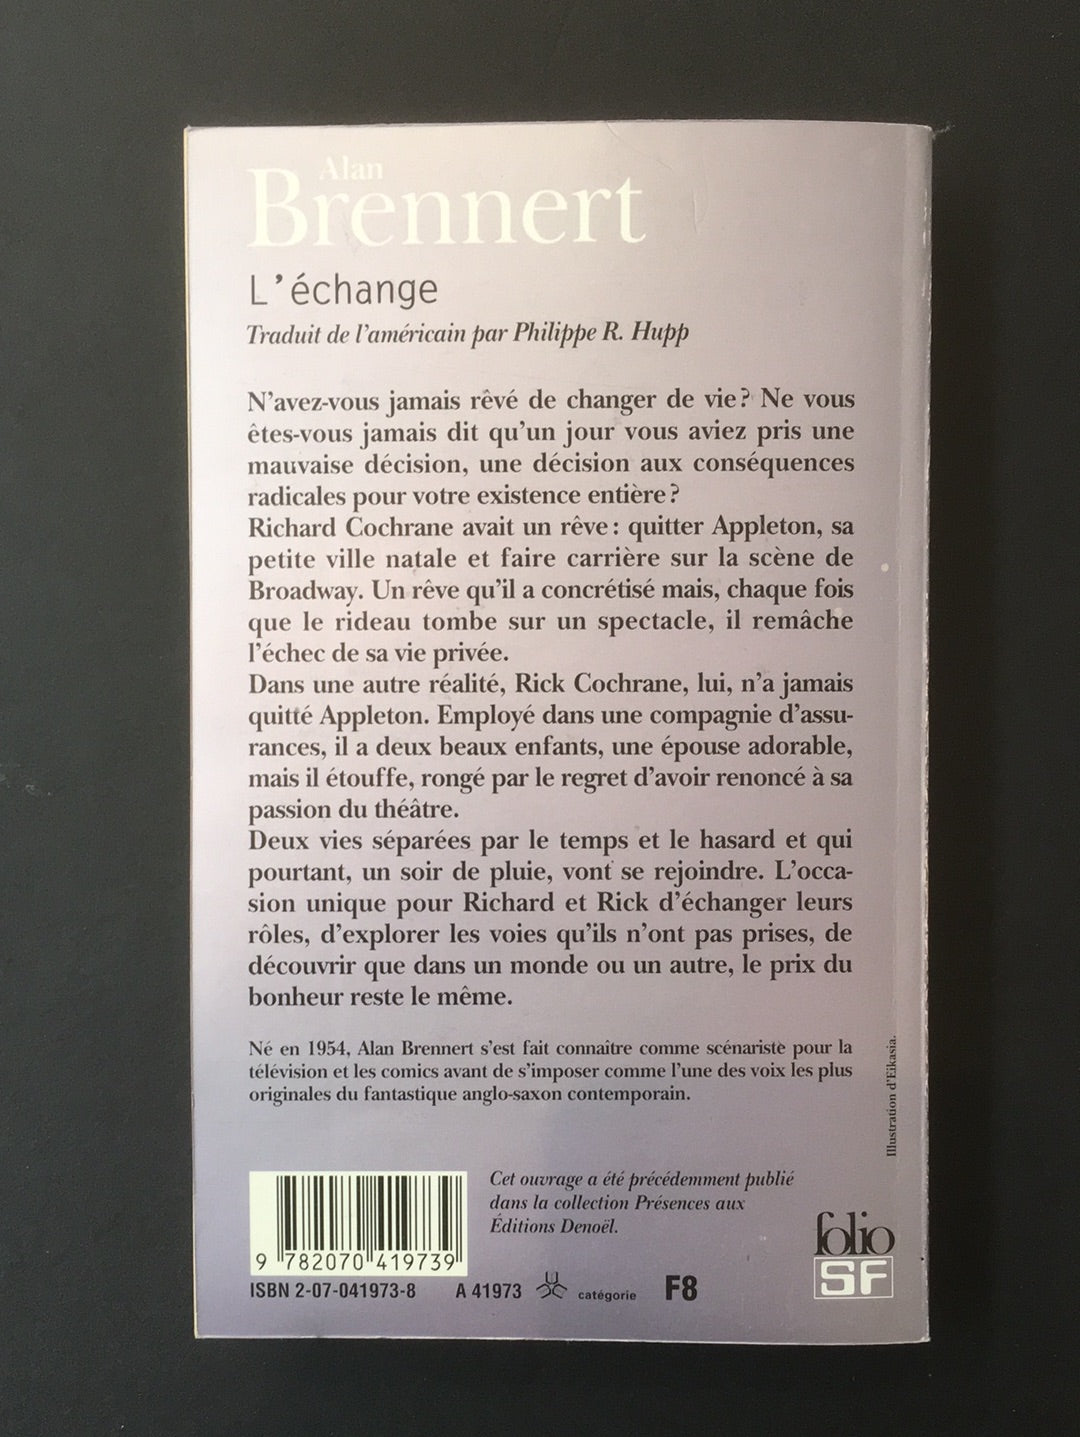 Alan
Brennert
L'échange
Traduit de l'américain par Philippe R. Hupp
N'avez-vous jamais rêvé de changer de vie ? Ne vous
êtes-vous jamais dit qu'un jour vous aviez pris une
mauvaise décision, une décision aux conséquences
radicales pour votre existence entière ?
Richard Cochrane avait un rêve : quitter Appleton, sa
petite ville natale et faire carrière sur la scène de
Broadway. Un rêve qu'il a concrétisé mais, chaque fois
que le rideau tombe sur un spectacle, il remâche
l'échec de sa vie privée.
Dans une autre réalité, Rick Cochrane, lui, n'a jamais
quitté Appleton. Employé dans une compagnie d'assu-
rances, il a deux beaux enfants, une épouse adorable,
mais il étouffe, rongé par le regret d'avoir renoncé à sa
passion du théâtre.
Deux vies séparées par le temps et le hasard et qui
pourtant, un soir de pluie, vont se rejoindre. L'occa-
sion unique pour Richard et Rick d'échanger leurs
rôles, d'explorer les voies qu'ils n'ont pas prises, de
découvrir que dans un monde ou un autre, le prix du
bonheur reste le même.
Né en 1954, Alan Brennert s'est fait connaître comme scénariste pour la
télévision et les comics avant de s'imposer comme l'une des voix les plus
originales du fantastique anglo-saxon contemporain.
Illustration d'Eikasia.
Cet ouvrage a été précédemment publié
dans la collection Présences aux
Éditions Denoël.
9 782070 419739
ISBN 2-07-041973-8 A 41973 catégorie F8
folio
SF